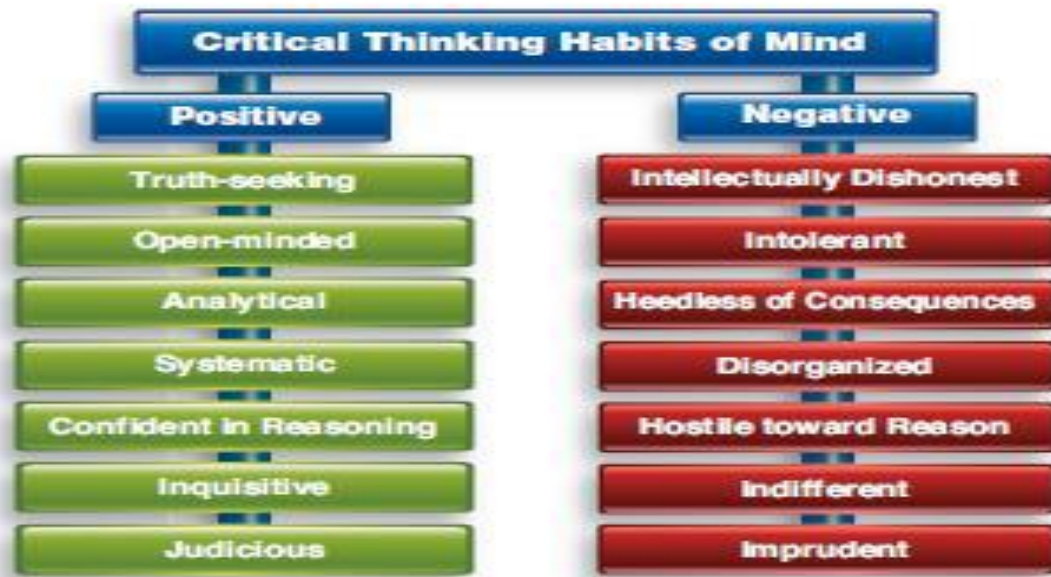 Critical Thinking Habits of Mind
Positive
Negative
Truth-seeking
Intellectually Dishonest
Open-minded
Intolerant
Analytical
Heedless of Consequences
Systematic
Disorganized
Confident in Reasoning
Hostile toward Reason
Inquisitive
Indifferent
Judicious
Imprudent